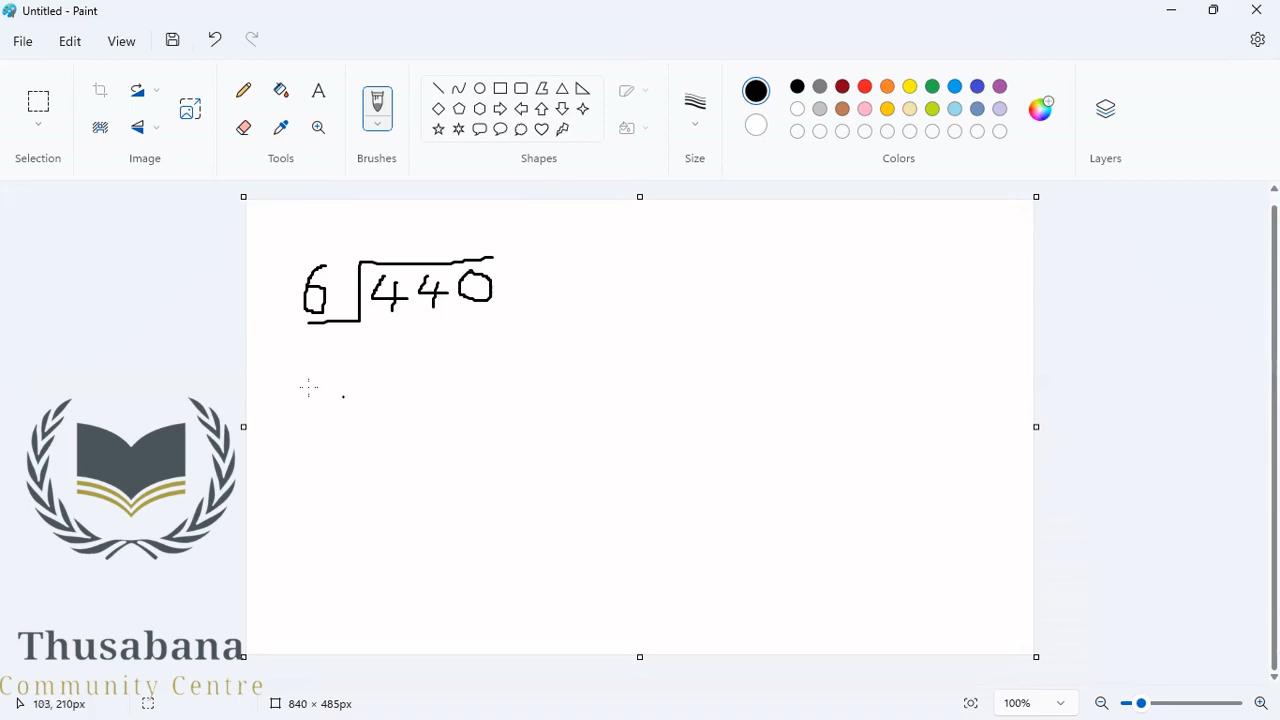 Untitled - Paint
File Edit View
Selection Image Tools Brushes Shapes Size Colors Layers
6 440
Thusabana
Community Centre
103, 210px 840 × 485px 100%